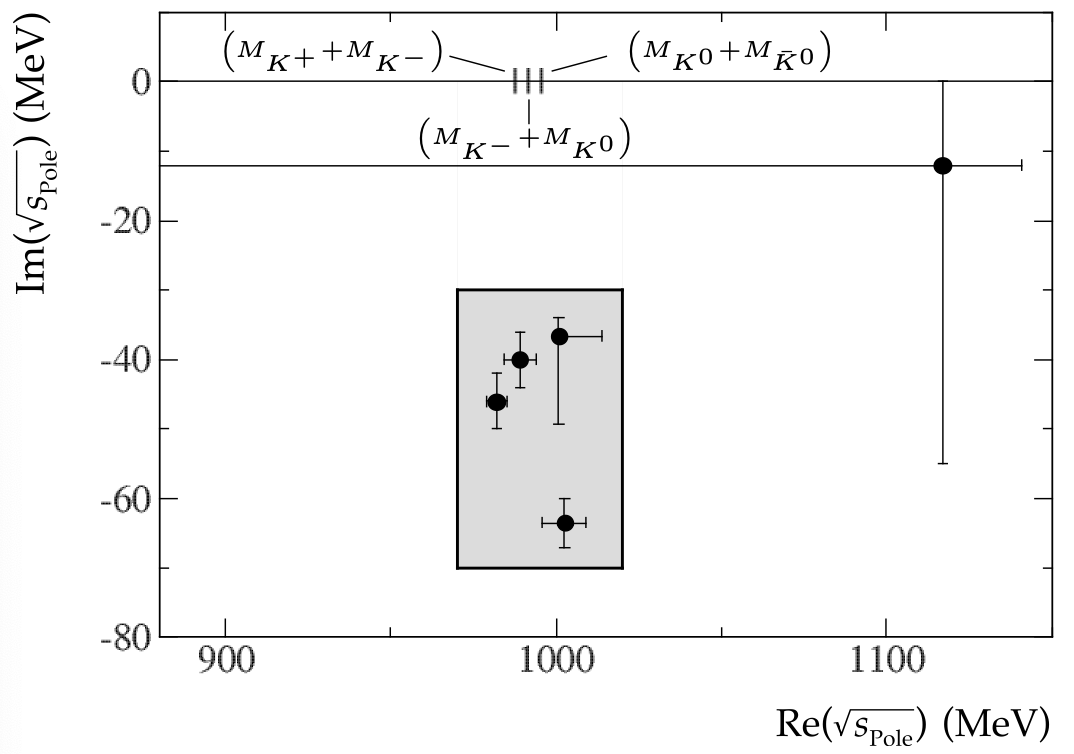 Im(√s_Pole) (MeV)
(M_K+ + M_K−)
(M_K0 + M_K̄0)
(M_K− + M_K0)
0
-20
-40
-60
-80
900 1000 1100
Re(√s_Pole) (MeV)